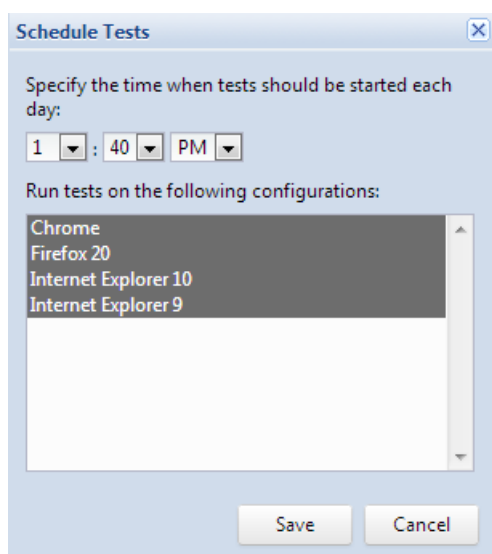 Schedule Tests
Specify the time when tests should be started each
day:
1 : 40 PM
Run tests on the following configurations:
Chrome
Firefox 20
Internet Explorer 10
Internet Explorer 9
Save Cancel